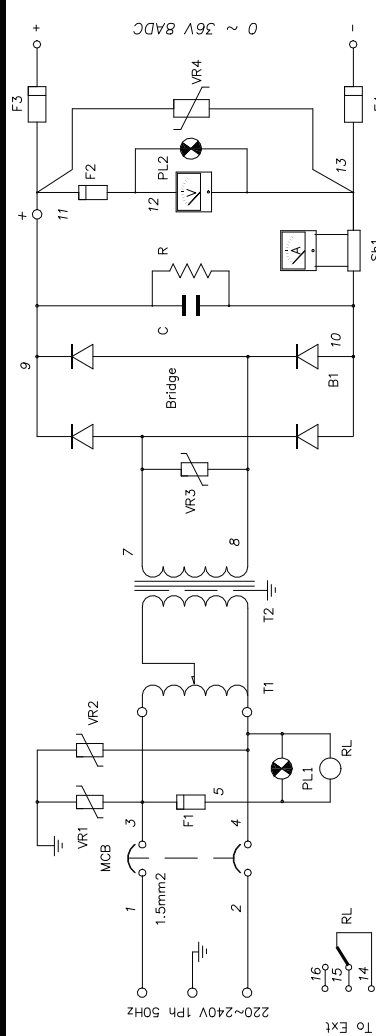 220~240V 1Ph 50Hz
1
2
MCB
1.5mm2
3
4
VR1
VR2
F1
5
PL1
RL
T1
T2
7
8
VR3
Bridge
B1
9
10
C
R
+
11
F2
12
PL2
V
VR4
A
Sh1
13
F3
+
-
0 ~ 36V 8ADC
To Ext
16
15
14
RL